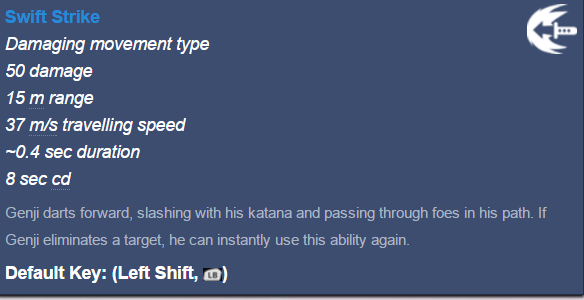 Swift Strike
Damaging movement type
50 damage
15 m range
37 m/s travelling speed
~0.4 sec duration
8 sec cd
Genji darts forward, slashing with his katana and passing through foes in his path. If
Genji eliminates a target, he can instantly use this ability again.
Default Key: (Left Shift, LB)